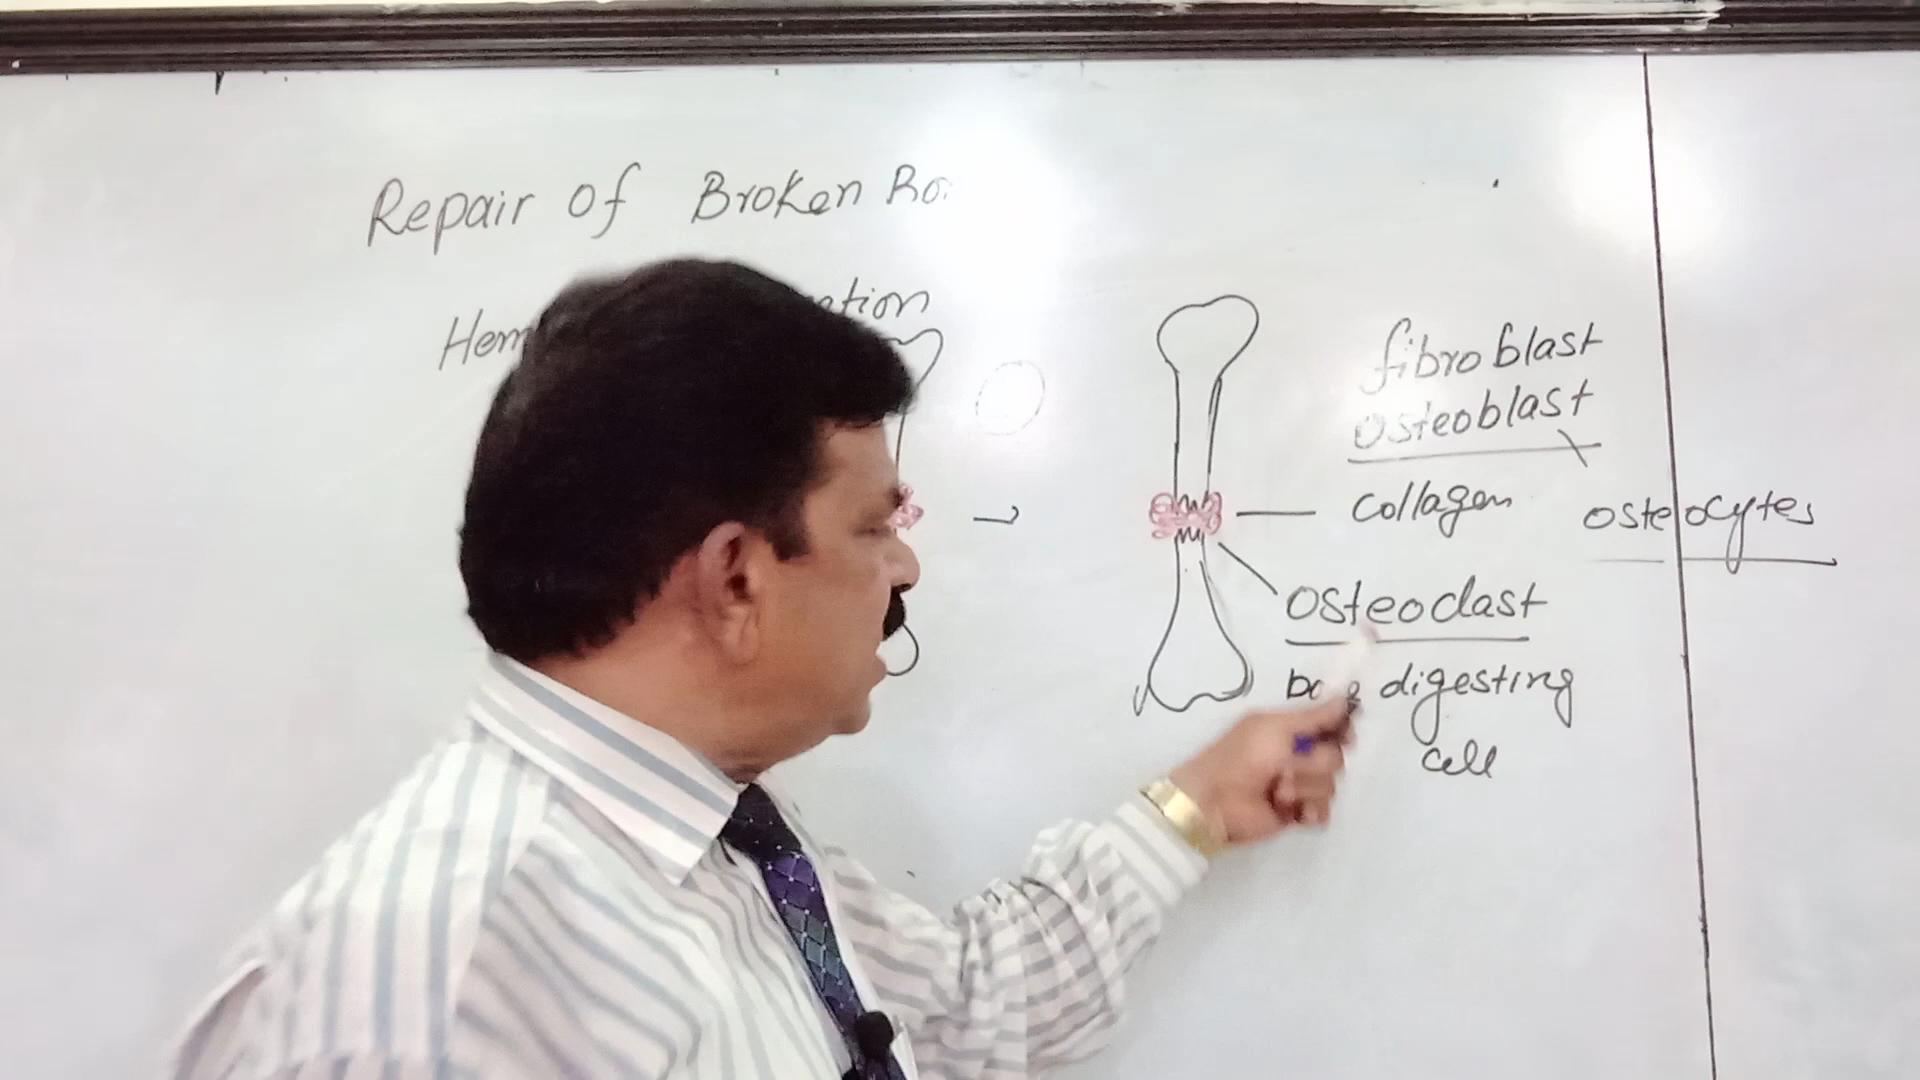 Repair of Broken Bo
Hem ation
fibroblast
osteoblast
collagen
osteocytes
osteoclast
digesting
cell